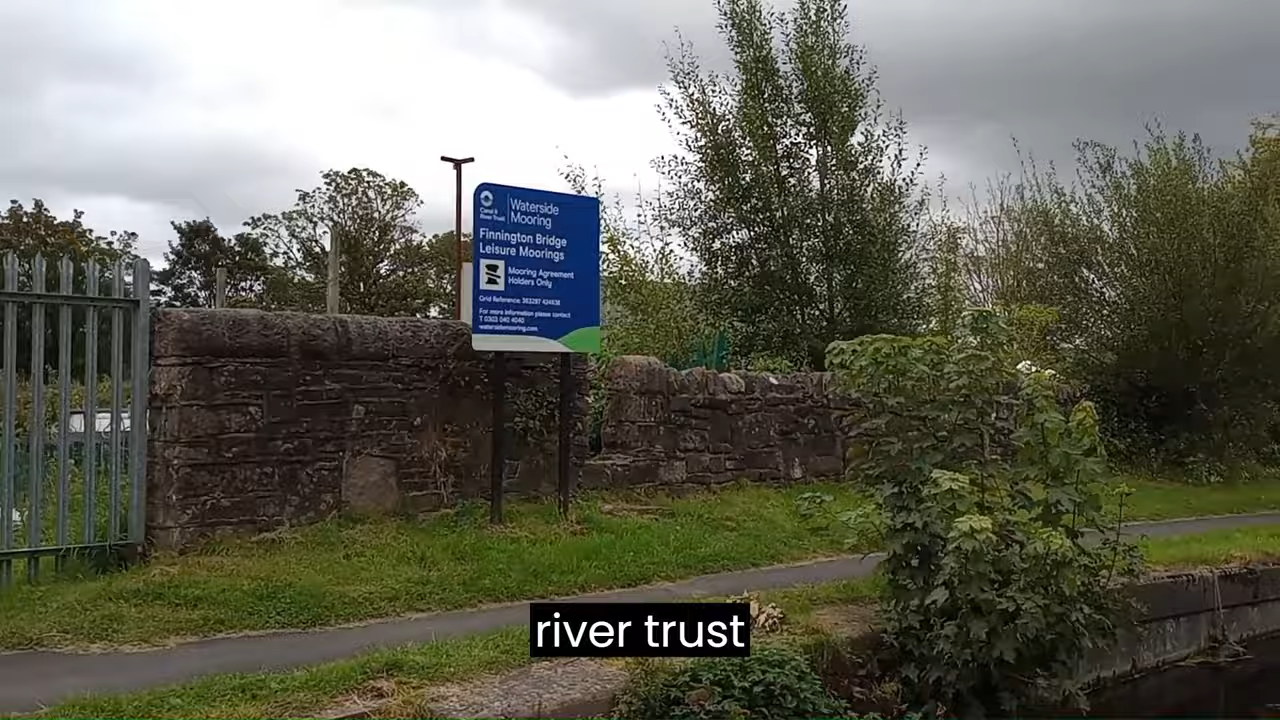 Canal &
River Trust
Waterside
Mooring
Finnington Bridge
Leisure Moorings
Mooring Agreement
Holders Only
Grid Reference: 363287 424638
For more information please contact
T 0303 040 4040
watersidemooring.com
river trust